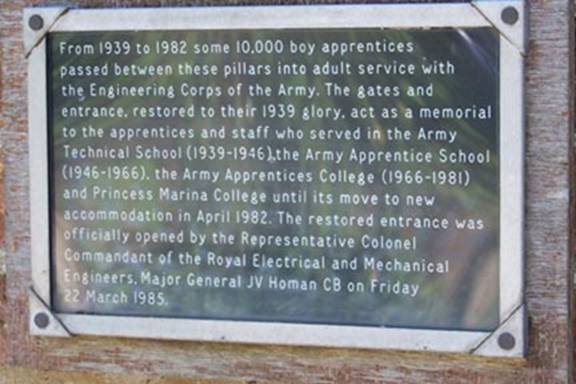 From 1939 to 1982 some 10,000 boy apprentices
passed between these pillars into adult service with
the Engineering Corps of the Army. The gates and
entrance, restored to their 1939 glory, act as a memorial
to the apprentices and staff who served in the Army
Technical School (1939-1946),the Army Apprentice School
(1946-1966), the Army Apprentices College (1966-1981)
and Princess Marina College until its move to new
accommodation in April 1982. The restored entrance was
officially opened by the Representative Colonel
Commandant of the Royal Electrical and Mechanical
Engineers, Major General JV Homan CB on Friday
22 March 1985.